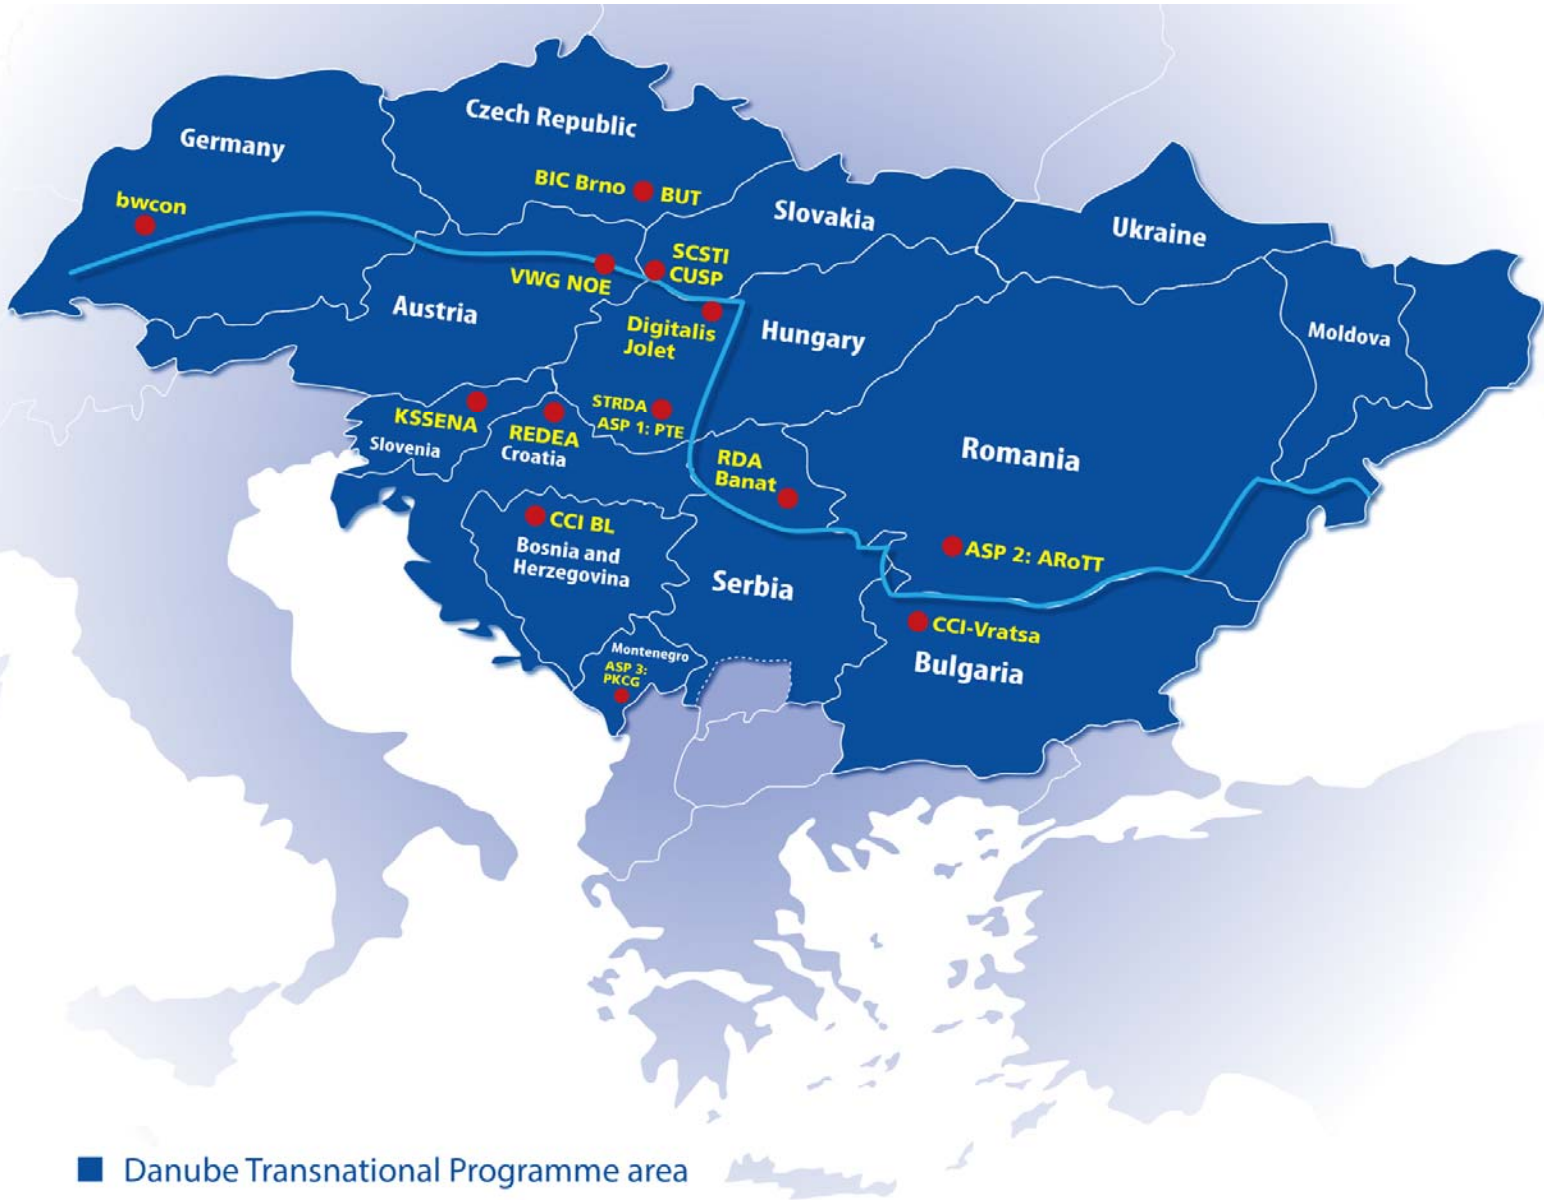 Czech Republic
Germany
BIC Brno
BUT
bwcon
Slovakia
Ukraine
SCSTI
CUSP
VWG NOE
Austria
Digitalis
Jolet
Hungary
Moldova
STRDA
ASP 1: PTE
KSSENA
Slovenia
REDEA
Croatia
Romania
RDA
Banat
CCI BL
Bosnia and
Herzegovina
Serbia
ASP 2: ARoTT
CCI-Vratsa
Bulgaria
Montenegro
ASP 3:
PKCG
Danube Transnational Programme area